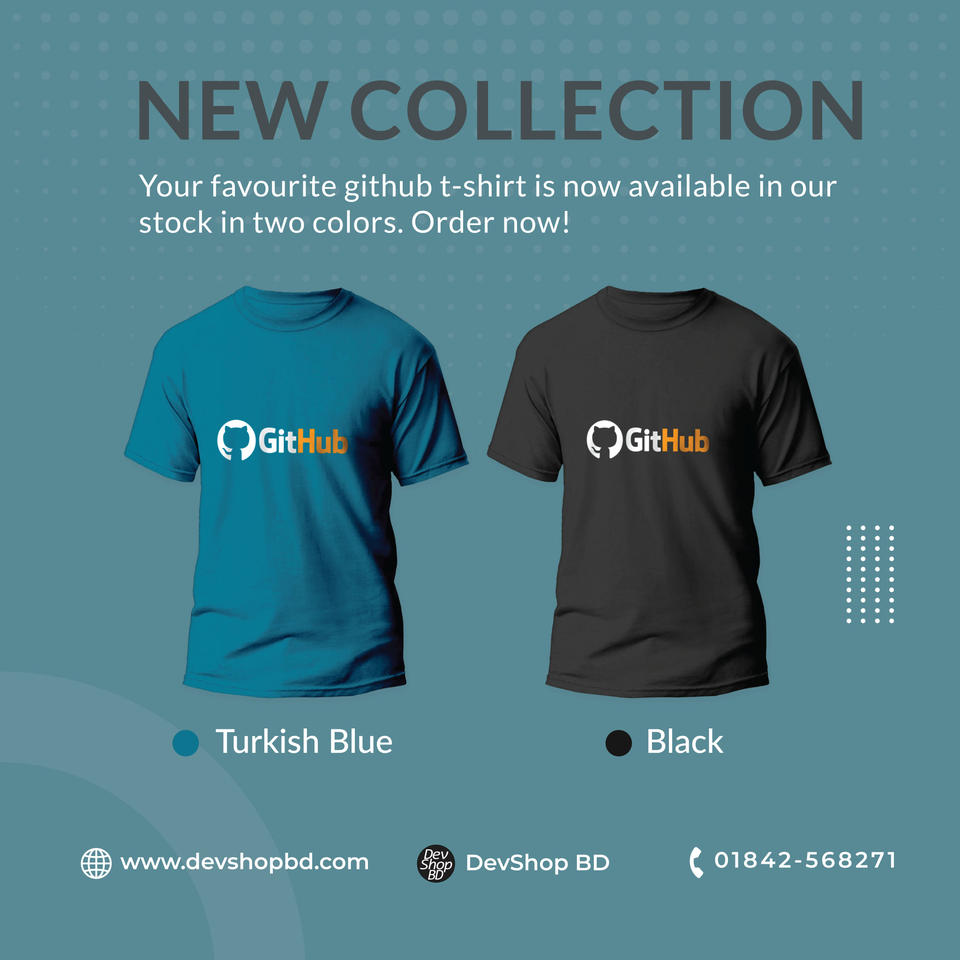 NEW COLLECTION
Your favourite github t-shirt is now available in our
stock in two colors. Order now!
GitHub
GitHub
Turkish Blue
Black
www.devshopbd.com
Dev
Shop
BD
DevShop BD
01842-568271